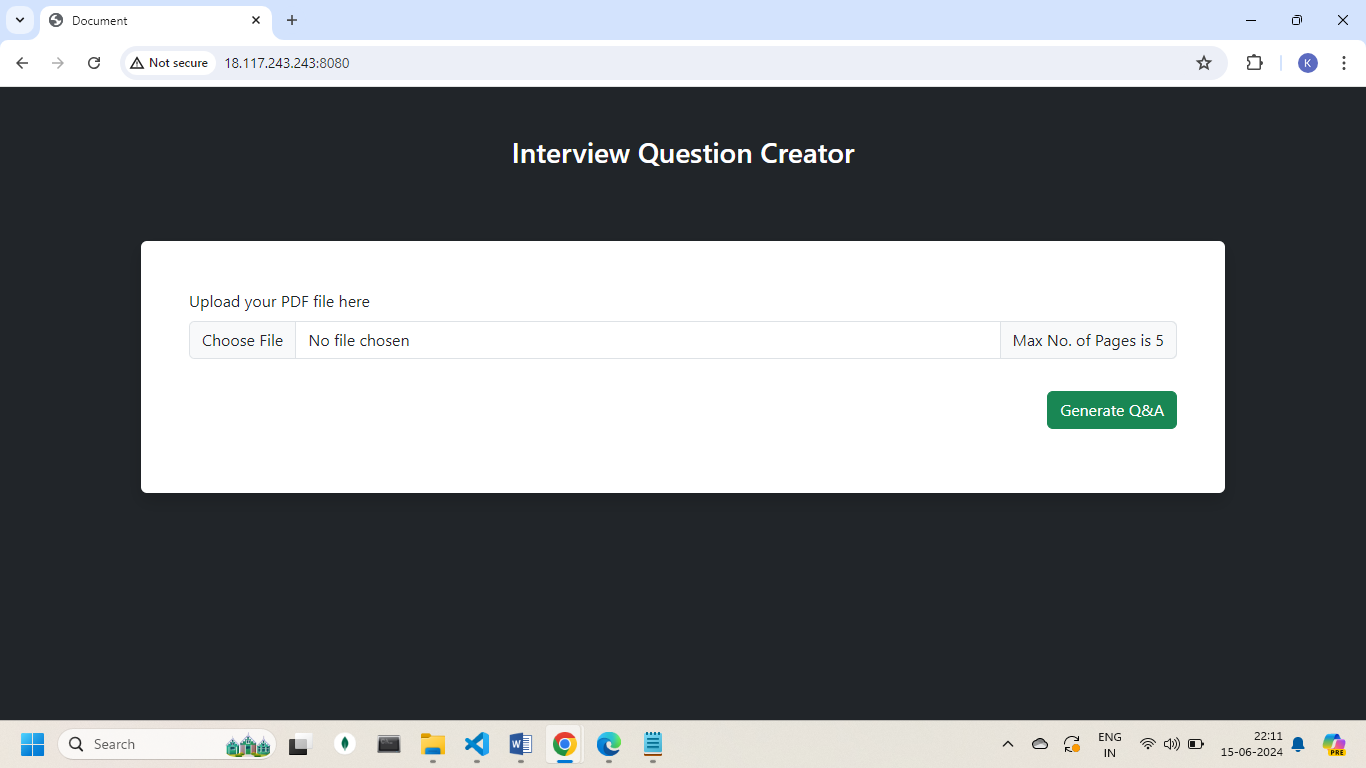 Document
Not secure
18.117.243.243:8080
K
Interview Question Creator
Upload your PDF file here
Choose File No file chosen Max No. of Pages is 5
Generate Q&A
Search
W
ENG
IN
22:11
15-06-2024
PRE